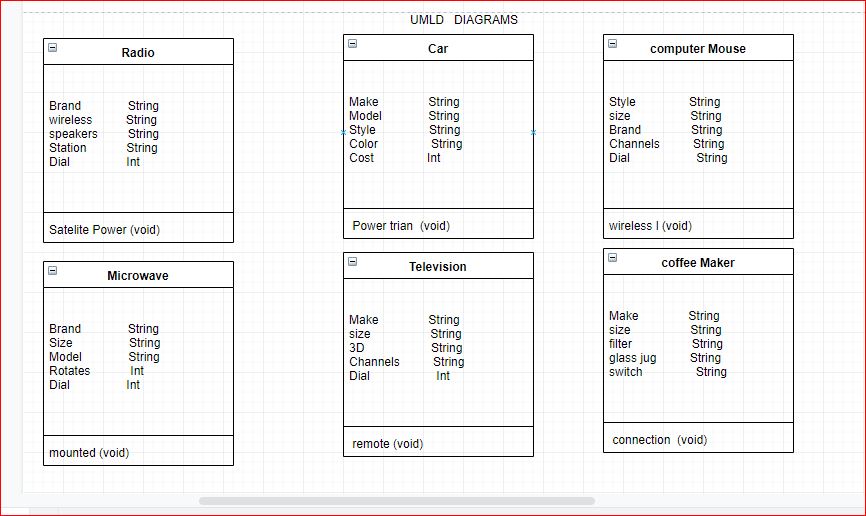 UMLD DIAGRAMS
Radio
Brand String
wireless String
speakers String
Station String
Dial Int
Satelite Power (void)
Car
Make String
Model String
Style String
Color String
Cost Int
Power trian (void)
computer Mouse
Style String
size String
Brand String
Channels String
Dial String
wireless I (void)
Microwave
Brand String
Size String
Model String
Rotates Int
Dial Int
mounted (void)
Television
Make String
size String
3D String
Channels String
Dial Int
remote (void)
coffee Maker
Make String
size String
filter String
glass jug String
switch String
connection (void)